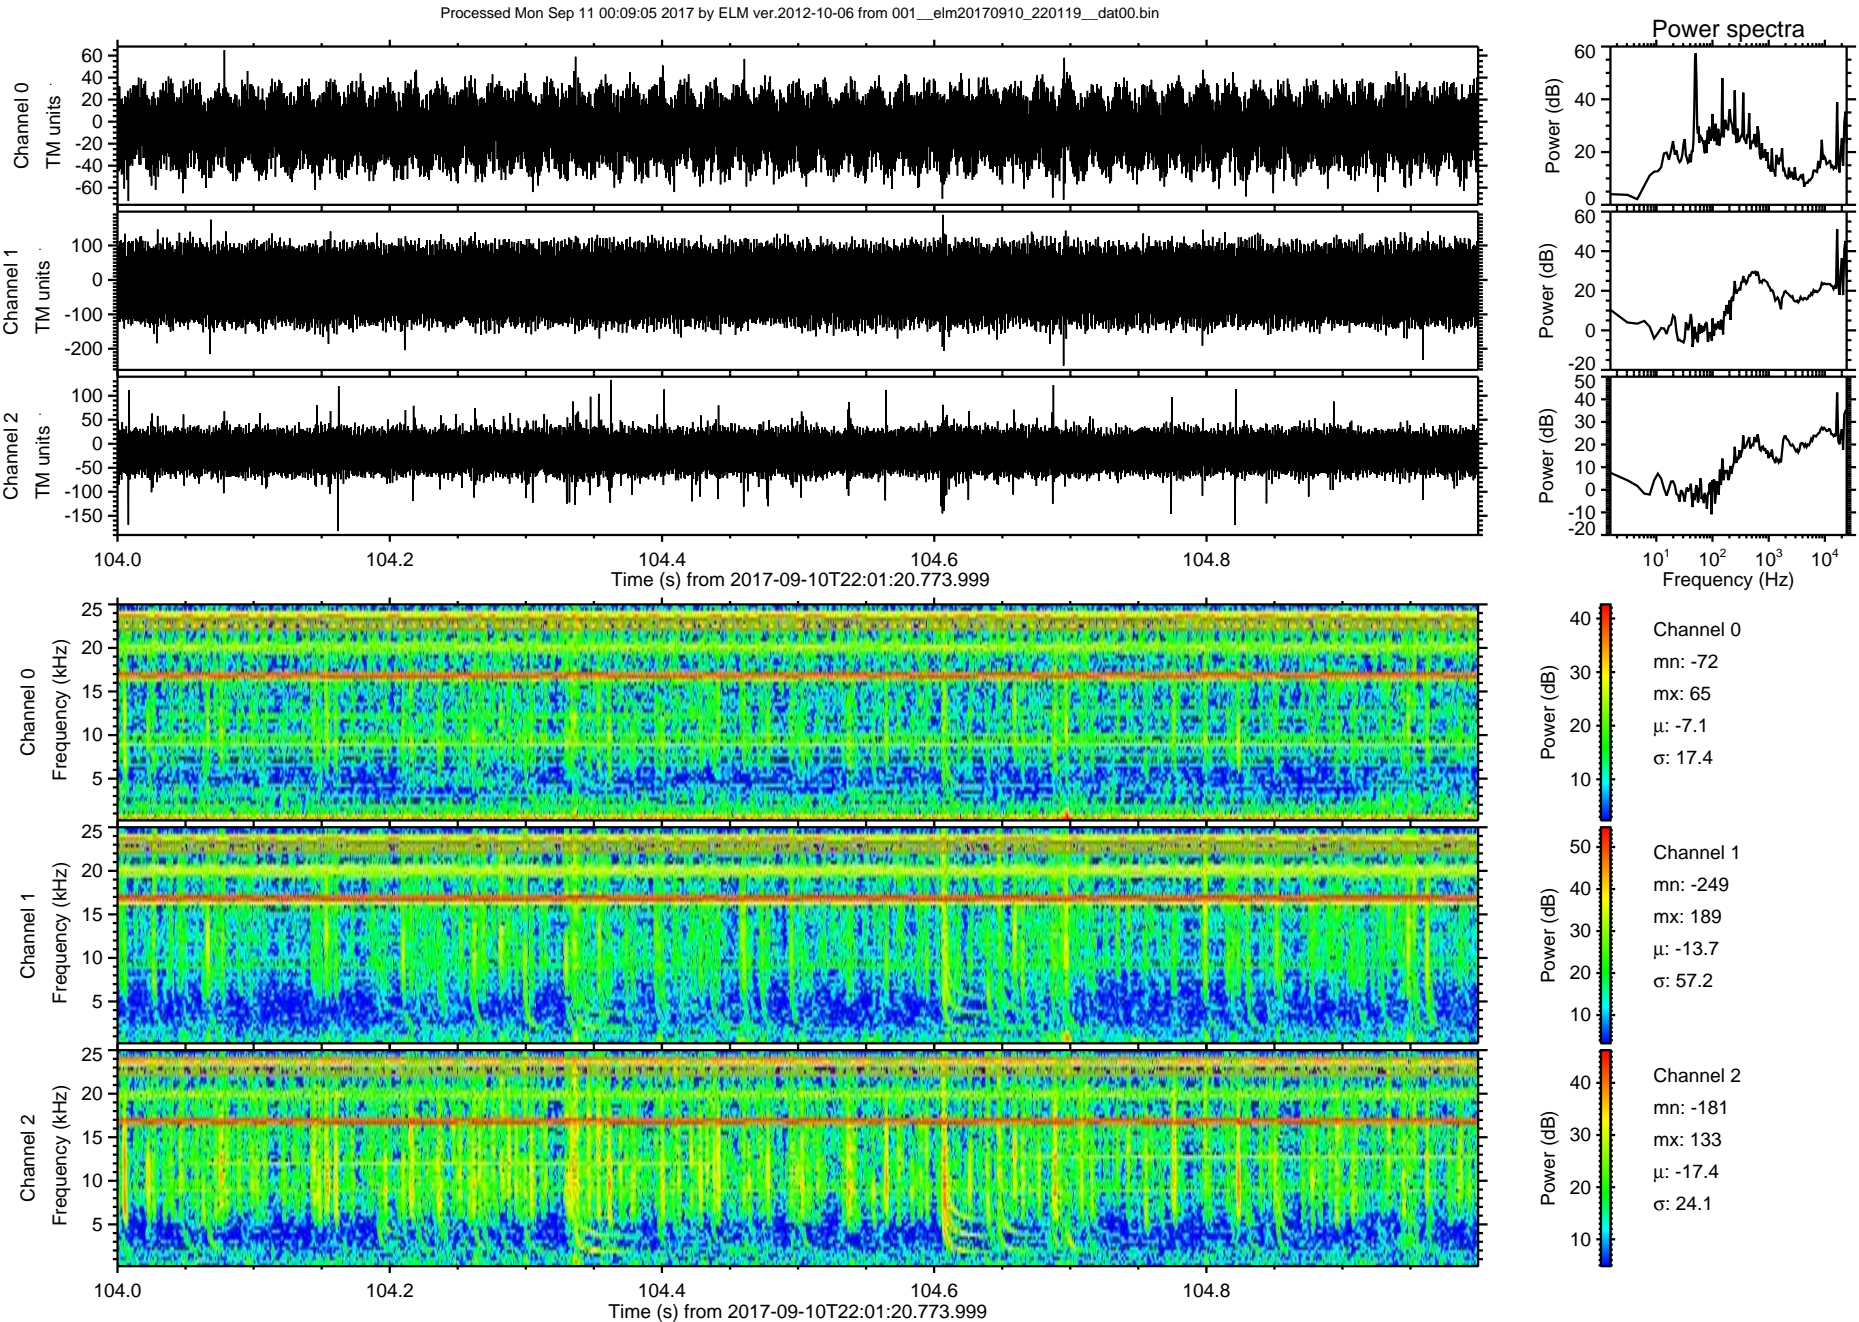 Processed Mon Sep 11 00:09:05 2017 by ELM ver.2012-10-06 from 001__elm20170910_220119__dat00.bin
Power spectra
Channel 0
TM units
60
40
20
0
-20
-40
-60
Power (dB)
60
40
20
0
Channel 1
TM units
100
0
-100
-200
Power (dB)
60
40
20
0
-20
Channel 2
TM units
100
50
0
-50
-100
-150
Power (dB)
50
40
30
20
10
0
-10
-20
104.0
104.2
104.4
104.6
104.8
Time (s) from 2017-09-10T22:01:20.773.999
10¹
10²
10³
10⁴
Frequency (Hz)
Channel 0
Frequency (kHz)
25
20
15
10
5
Power (dB)
40
30
20
10
Channel 0
mn: -72
mx: 65
μ: -7.1
σ: 17.4
Channel 1
Frequency (kHz)
25
20
15
10
5
Power (dB)
50
40
30
20
10
Channel 1
mn: -249
mx: 189
μ: -13.7
σ: 57.2
Channel 2
Frequency (kHz)
25
20
15
10
5
Power (dB)
40
30
20
10
Channel 2
mn: -181
mx: 133
μ: -17.4
σ: 24.1
104.0
104.2
104.4
104.6
104.8
Time (s) from 2017-09-10T22:01:20.773.999